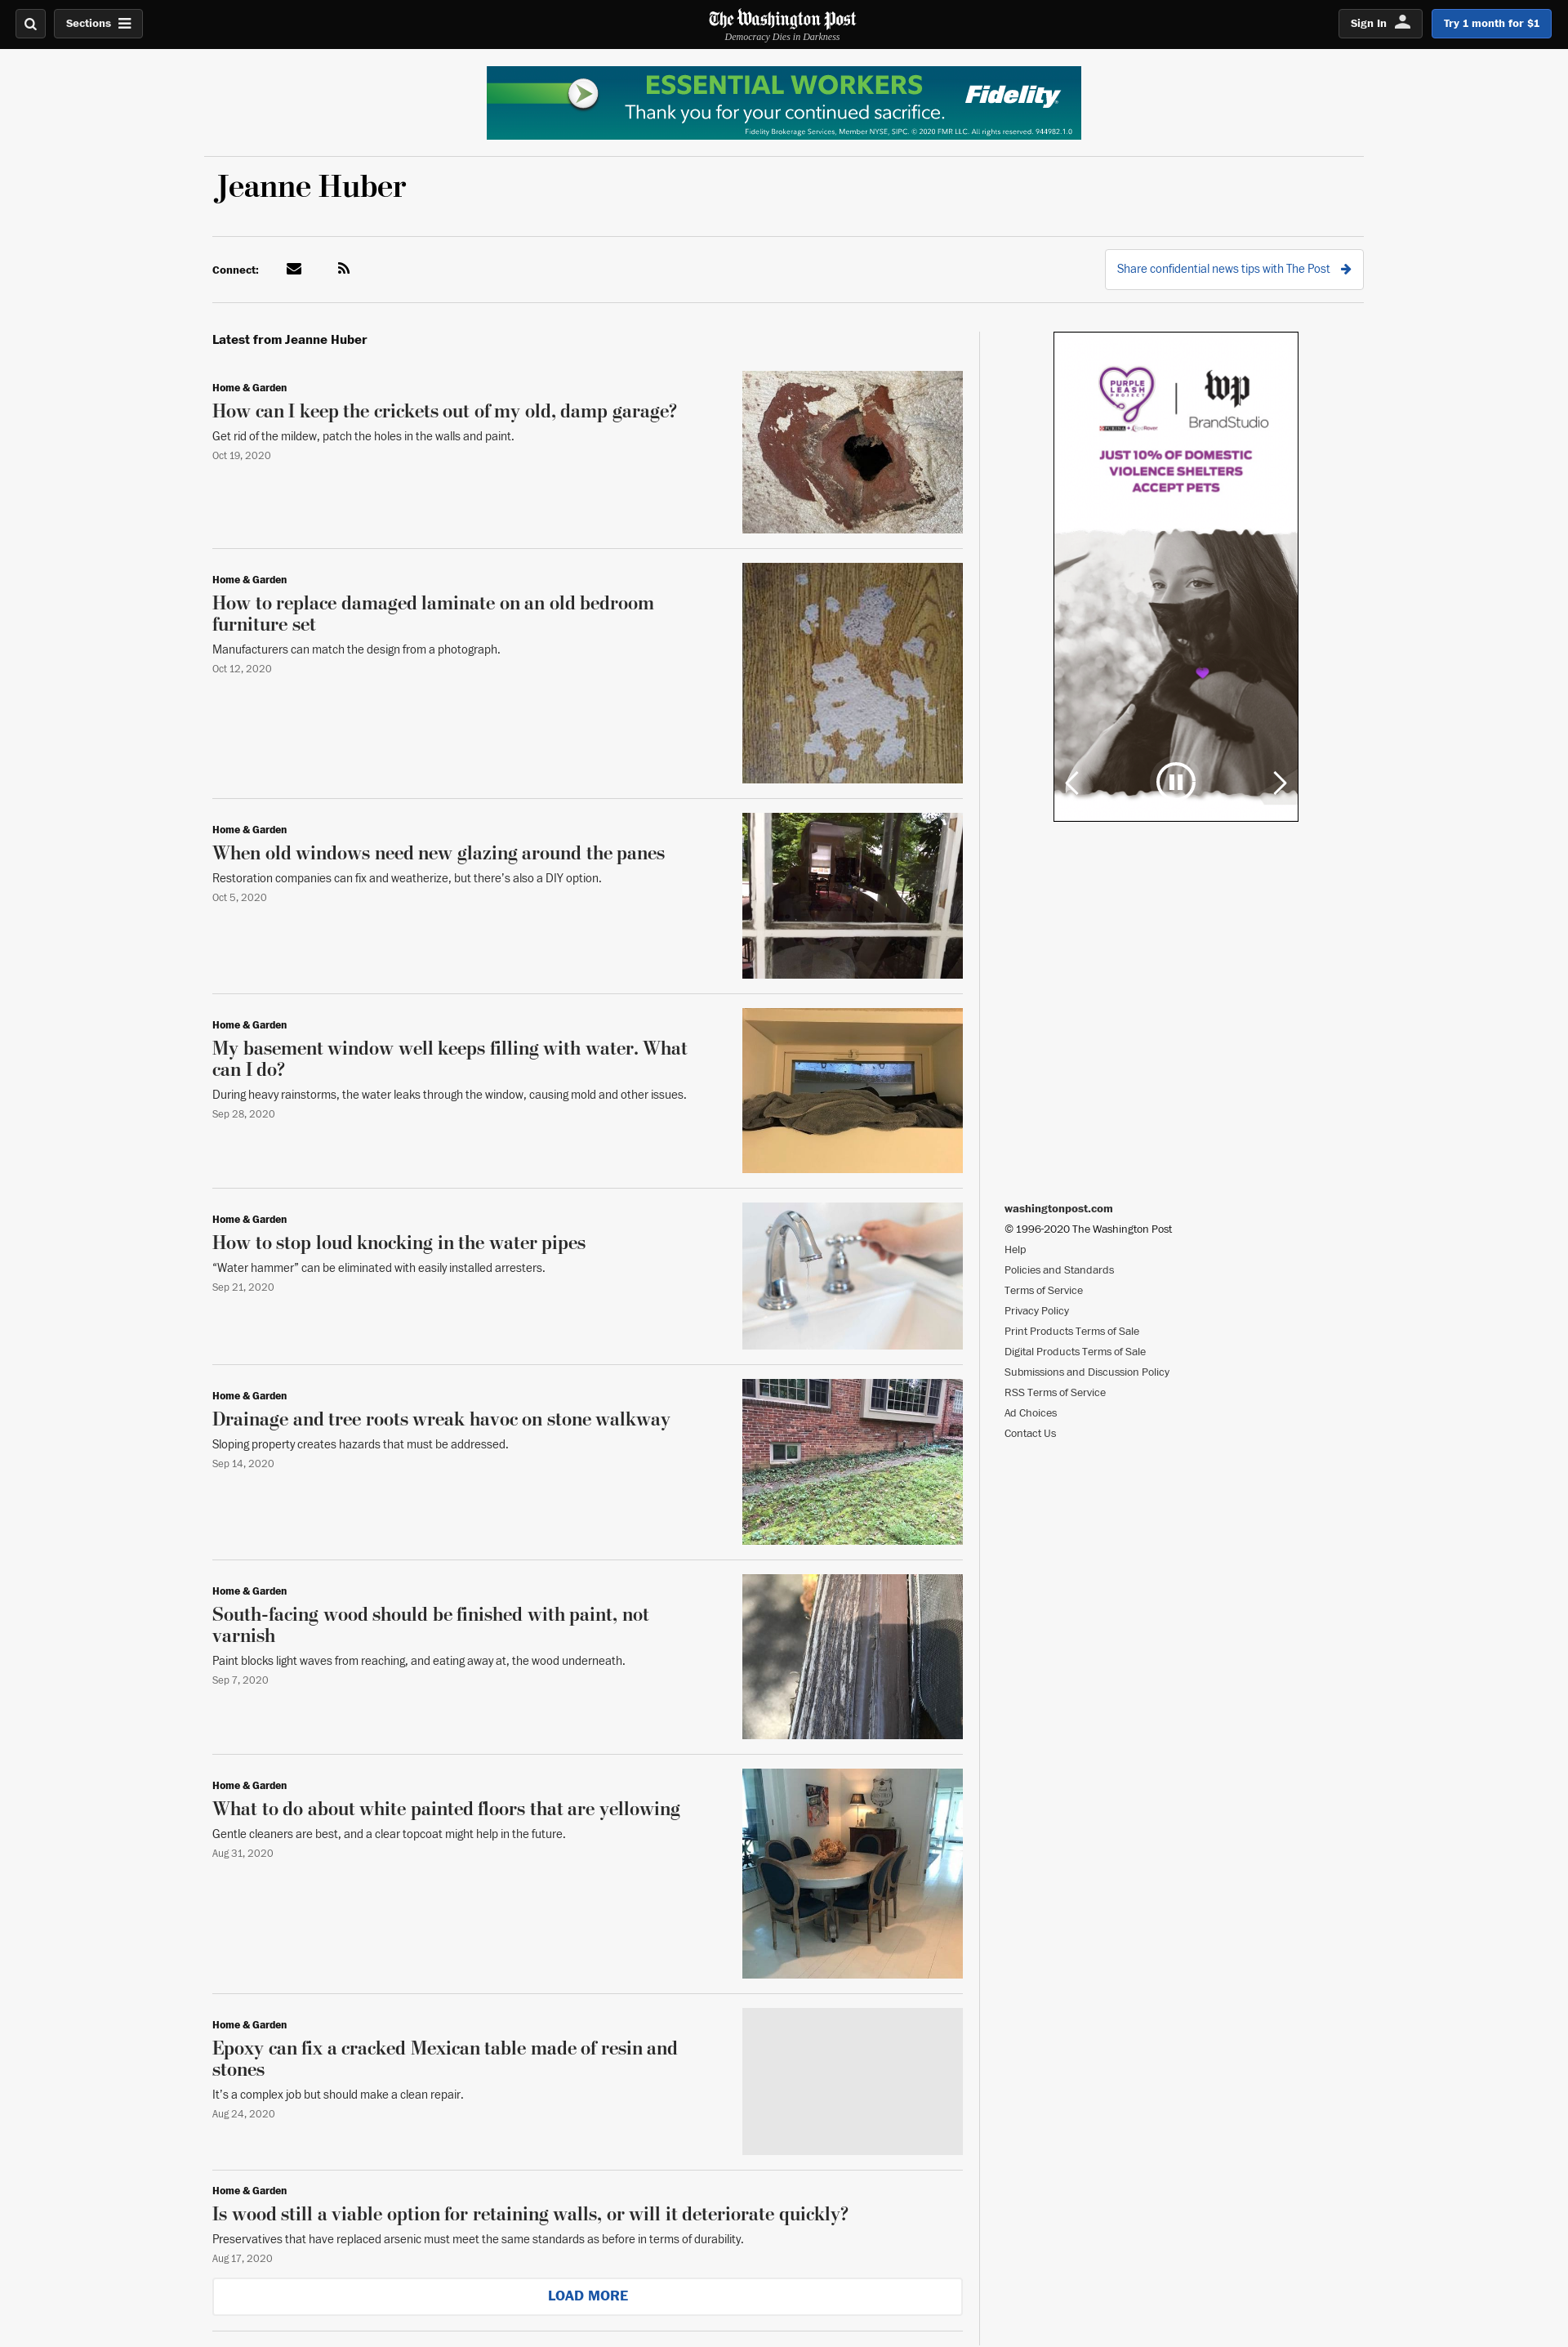 Sections
The Washington Post
Democracy Dies in Darkness
Sign In
Try 1 month for $1
ESSENTIAL WORKERS
Thank you for your continued sacrifice.
Fidelity
Fidelity Brokerage Services, Member NYSE, SIPC. © 2020 FMR LLC. All rights reserved. 944982.1.0
Jeanne Huber
Connect:
Share confidential news tips with The Post
Latest from Jeanne Huber
Home & Garden
How can I keep the crickets out of my old, damp garage?
Get rid of the mildew, patch the holes in the walls and paint.
Oct 19, 2020
Home & Garden
How to replace damaged laminate on an old bedroom
furniture set
Manufacturers can match the design from a photograph.
Oct 12, 2020
Home & Garden
When old windows need new glazing around the panes
Restoration companies can fix and weatherize, but there's also a DIY option.
Oct 5, 2020
Home & Garden
My basement window well keeps filling with water. What
can I do?
During heavy rainstorms, the water leaks through the window, causing mold and other issues.
Sep 28, 2020
Home & Garden
How to stop loud knocking in the water pipes
“Water hammer” can be eliminated with easily installed arresters.
Sep 21, 2020
Home & Garden
Drainage and tree roots wreak havoc on stone walkway
Sloping property creates hazards that must be addressed.
Sep 14, 2020
Home & Garden
South-facing wood should be finished with paint, not
varnish
Paint blocks light waves from reaching, and eating away at, the wood underneath.
Sep 7, 2020
Home & Garden
What to do about white painted floors that are yellowing
Gentle cleaners are best, and a clear topcoat might help in the future.
Aug 31, 2020
Home & Garden
Epoxy can fix a cracked Mexican table made of resin and
stones
It's a complex job but should make a clean repair.
Aug 24, 2020
Home & Garden
Is wood still a viable option for retaining walls, or will it deteriorate quickly?
Preservatives that have replaced arsenic must meet the same standards as before in terms of durability.
Aug 17, 2020
LOAD MORE
PURPLE
LEASH
PROJECT
wp
BrandStudio
JUST 10% OF DOMESTIC
VIOLENCE SHELTERS
ACCEPT PETS
washingtonpost.com
© 1996-2020 The Washington Post
Help
Policies and Standards
Terms of Service
Privacy Policy
Print Products Terms of Sale
Digital Products Terms of Sale
Submissions and Discussion Policy
RSS Terms of Service
Ad Choices
Contact Us